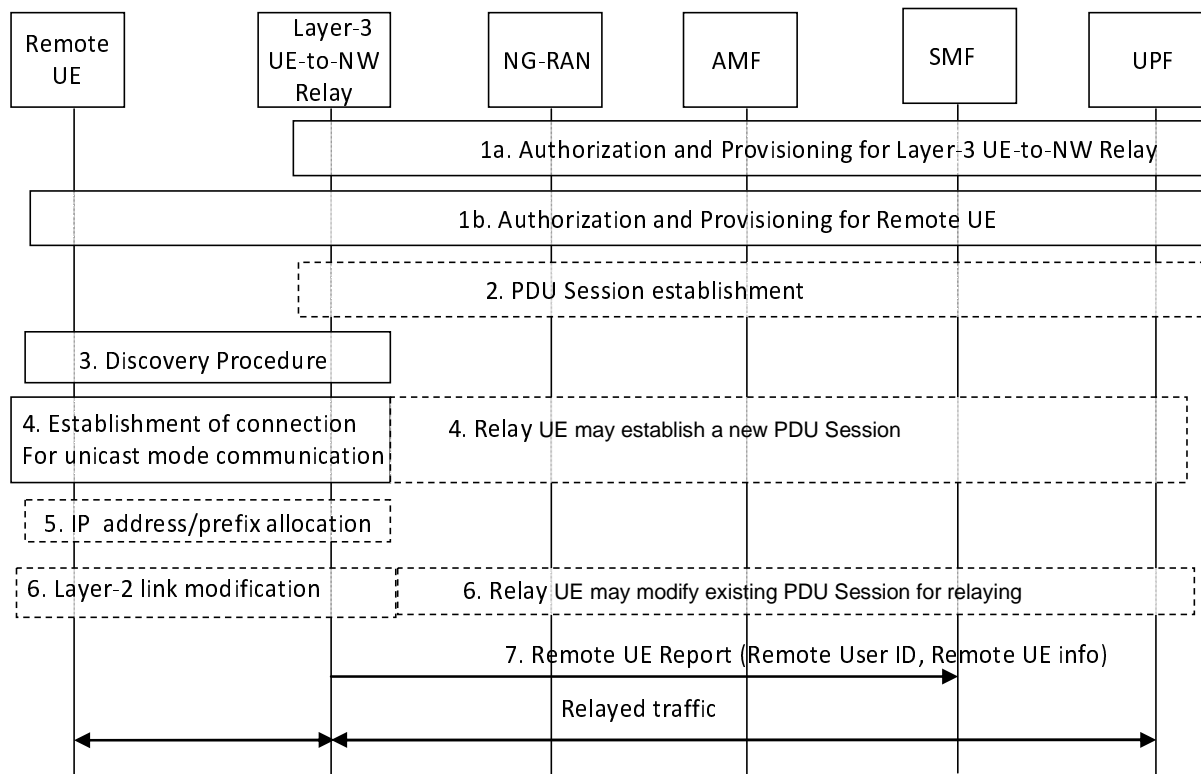 Remote
UE
Layer-3
UE-to-NW
Relay
NG-RAN
AMF
SMF
UPF
1a. Authorization and Provisioning for Layer-3 UE-to-NW Relay
1b. Authorization and Provisioning for Remote UE
2. PDU Session establishment
3. Discovery Procedure
4. Establishment of connection
For unicast mode communication
4. Relay UE may establish a new PDU Session
5. IP address/prefix allocation
6. Layer-2 link modification
6. Relay UE may modify existing PDU Session for relaying
7. Remote UE Report (Remote User ID, Remote UE info)
Relayed traffic